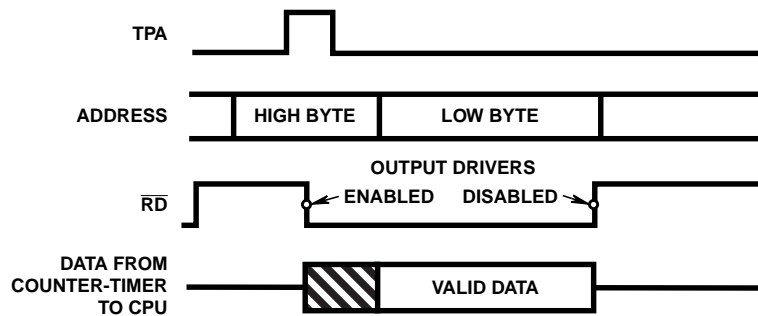 TPA
ADDRESS
HIGH BYTE
LOW BYTE
OUTPUT DRIVERS
RD
ENABLED
DISABLED
DATA FROM
COUNTER-TIMER
TO CPU
VALID DATA